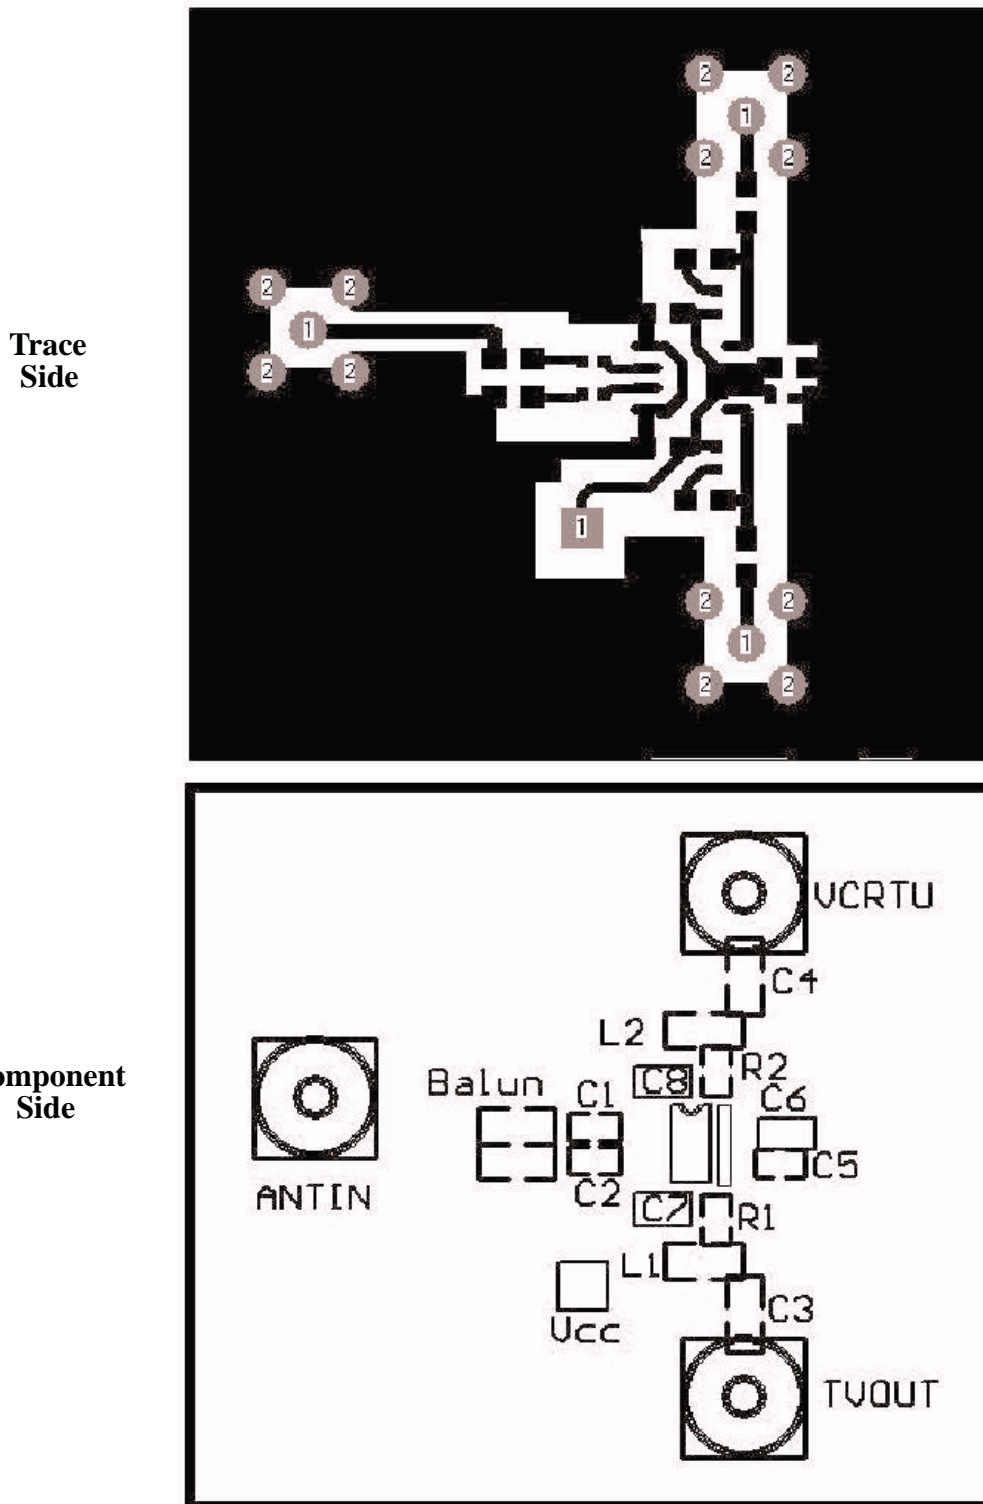 2 2
1
2 2
2 2
1
2 2
Trace
Side
1
2 2
1
2 2
VCRTU
C4
L2
R2
C8
Balun
C1
C6
omponent
Side
C5
C2
ANTIN
C7
R1
L1
C3
Vcc
TVOUT